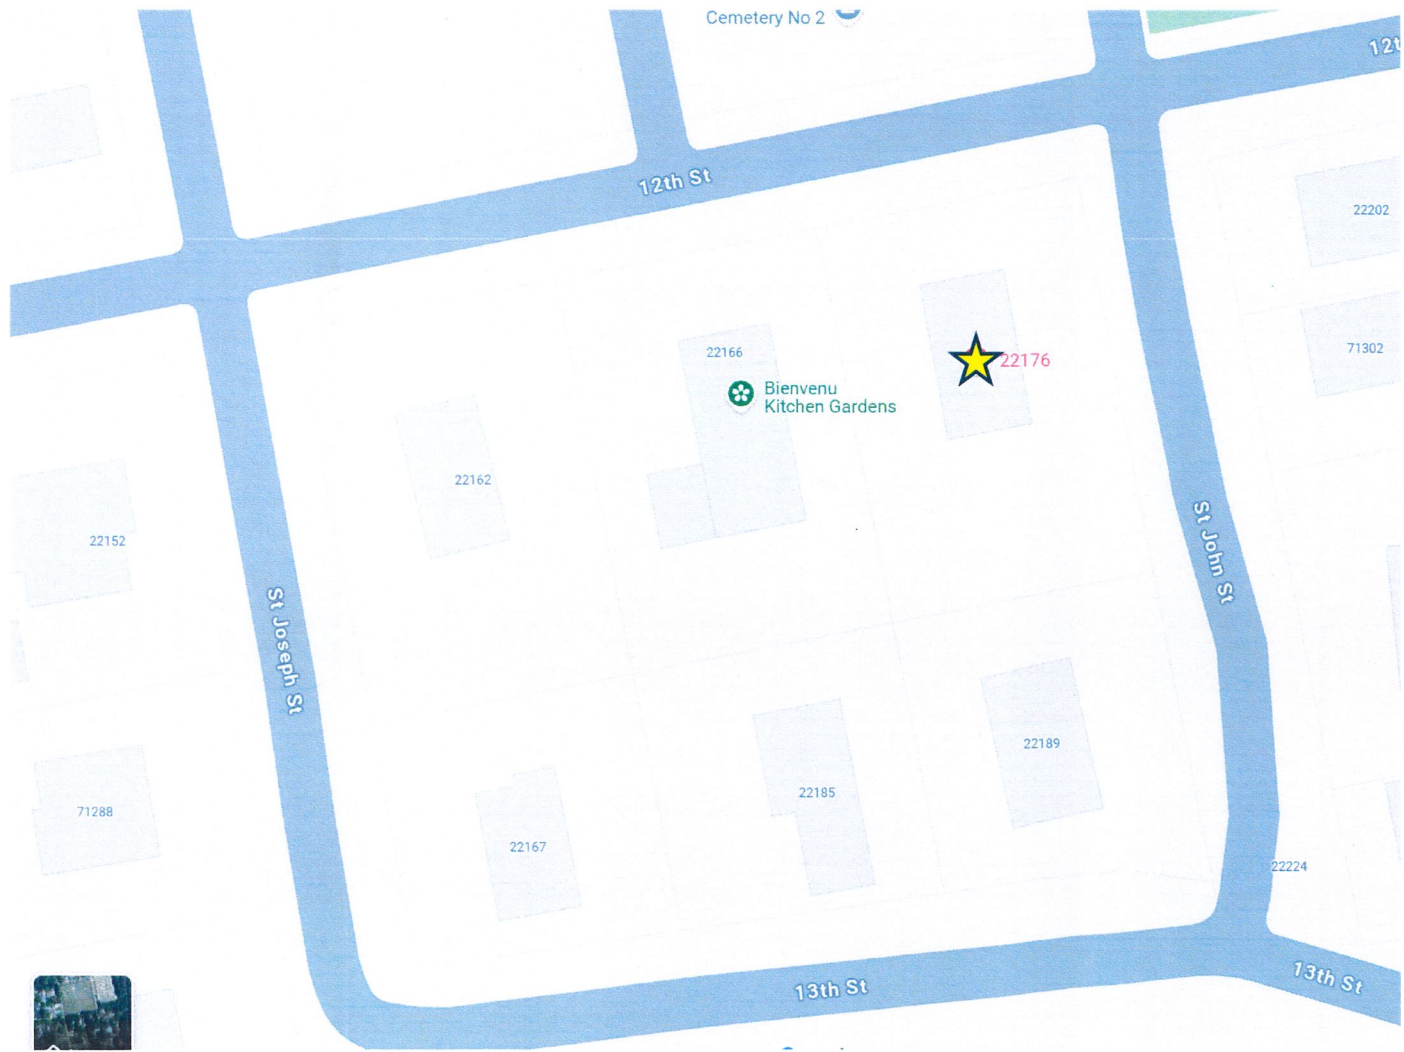 Cemetery No 2
12th St
22202
71302
22166
22176
Bienvenu
Kitchen Gardens
22162
22152
St John St
St Joseph St
22189
22185
71288
22167
22224
13th St
13th St